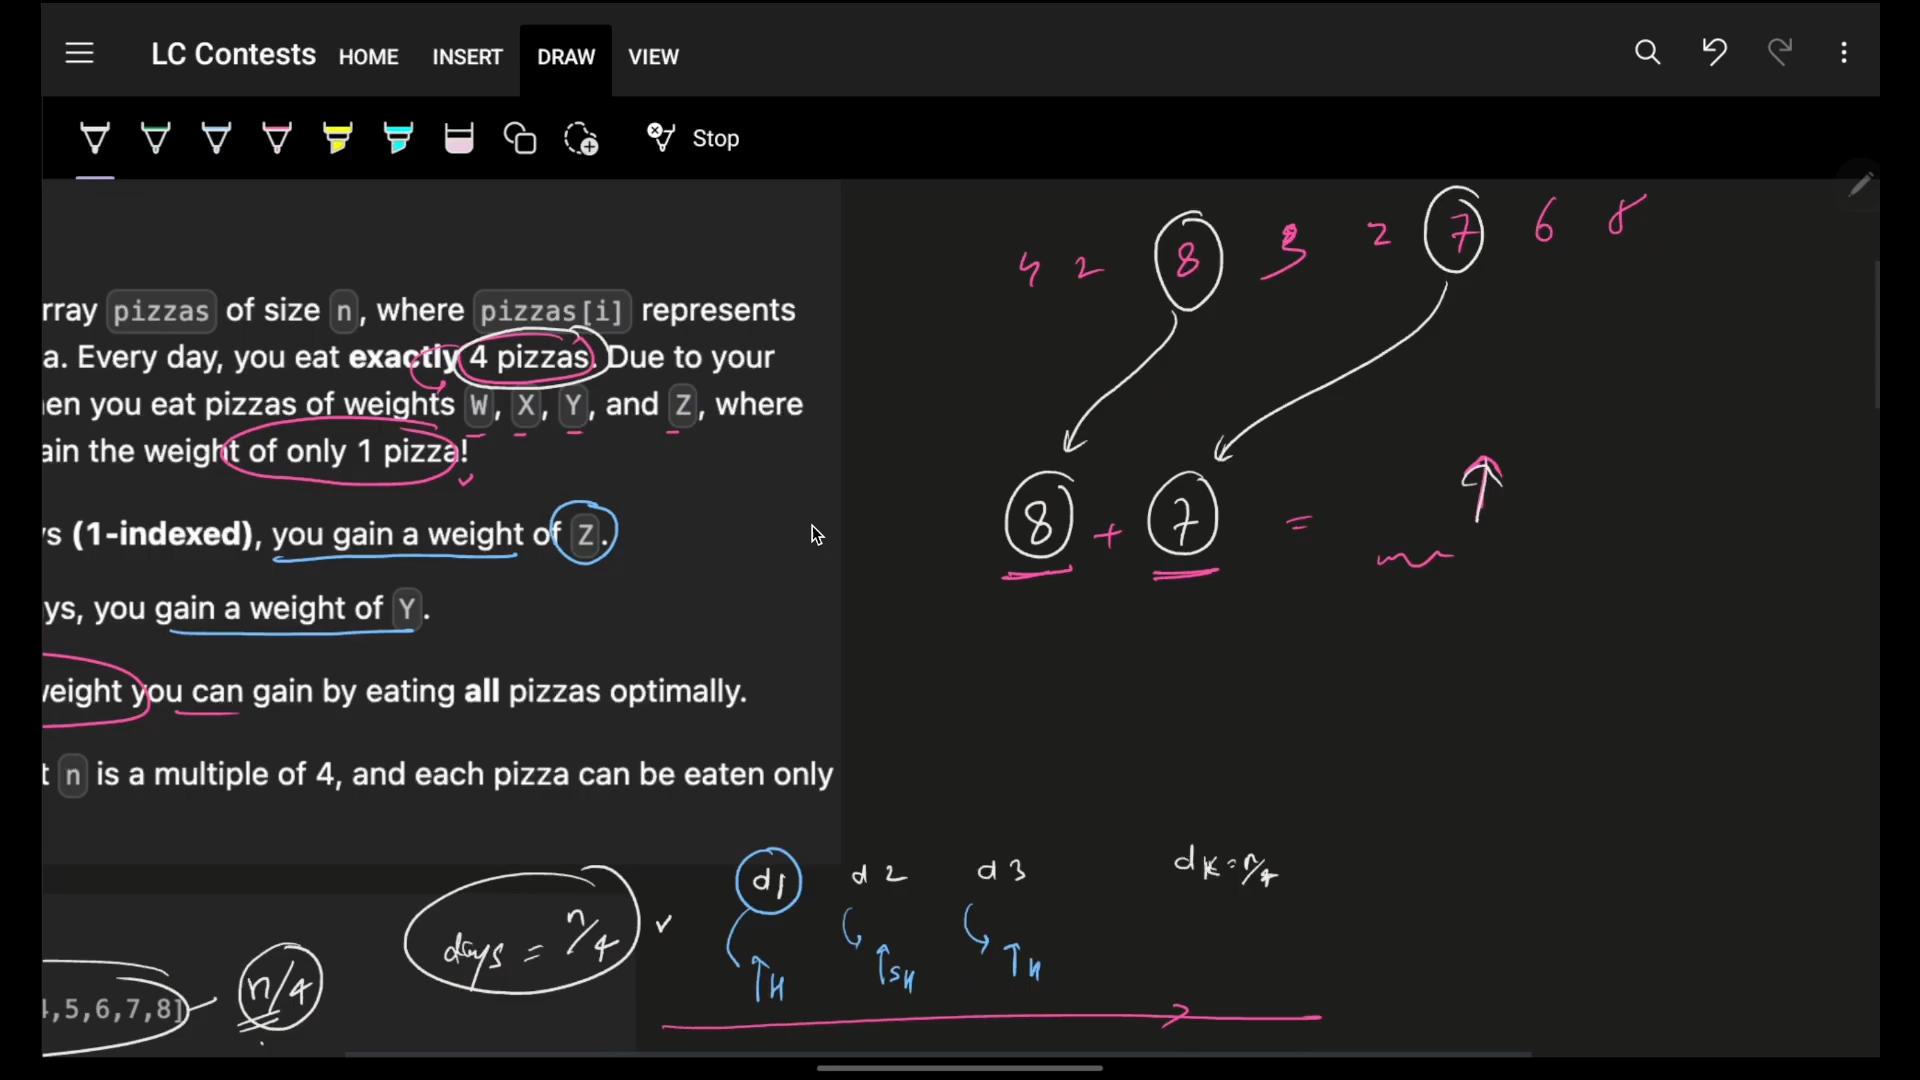 LC Contests HOME INSERT DRAW VIEW
Stop
4 2 8 3 2 7 6 8
rray pizzas of size n, where pizzas[i] represents
a. Every day, you eat exactly 4 pizzas. Due to your
en you eat pizzas of weights W, X, Y, and Z, where
ain the weight of only 1 pizza!
8 + 7 =
s (1-indexed), you gain a weight of Z.
ys, you gain a weight of Y.
weight you can gain by eating all pizzas optimally.
t n is a multiple of 4, and each pizza can be eaten only
d1 d2 d3 dk=n/4
days = n/4
↑H ↑SH ↑H
4,5,6,7,8] n/4